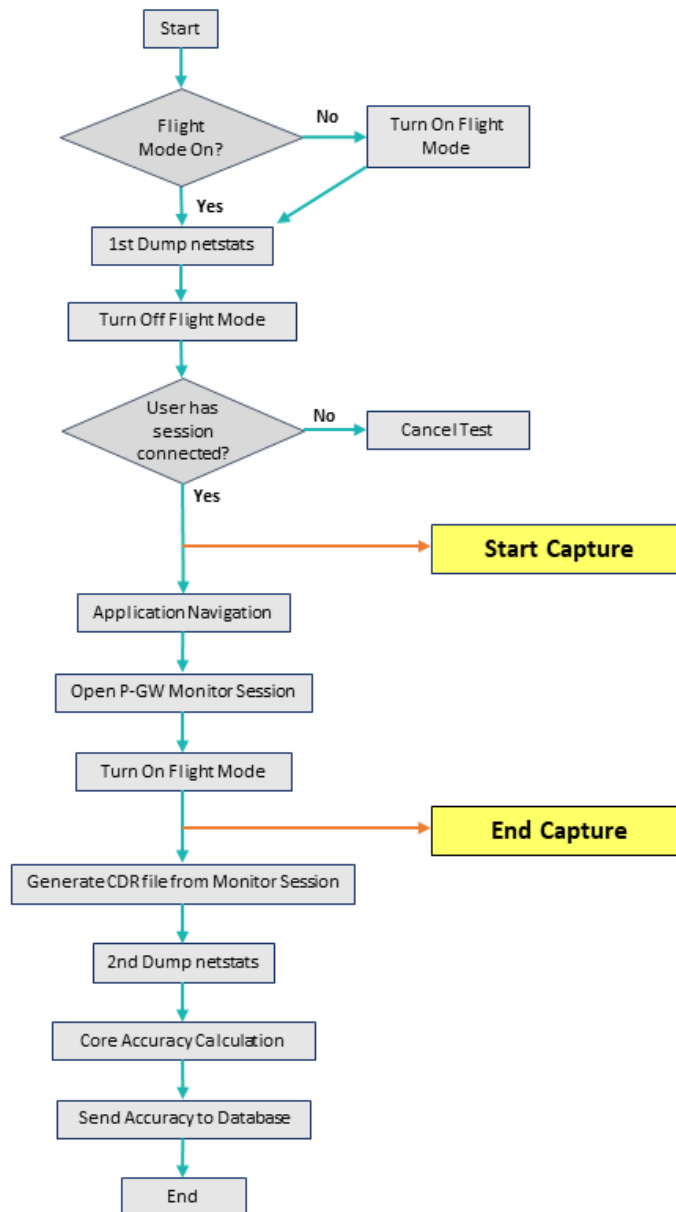 Start
Flight
Mode On?
No
Turn On Flight
Mode
Yes
1st Dump netstats
Turn Off Flight Mode
User has
session
connected?
No
Cancel Test
Yes
Start Capture
Application Navigation
Open P-GW Monitor Session
Turn On Flight Mode
End Capture
Generate CDR file from Monitor Session
2nd Dump netstats
Core Accuracy Calculation
Send Accuracy to Database
End